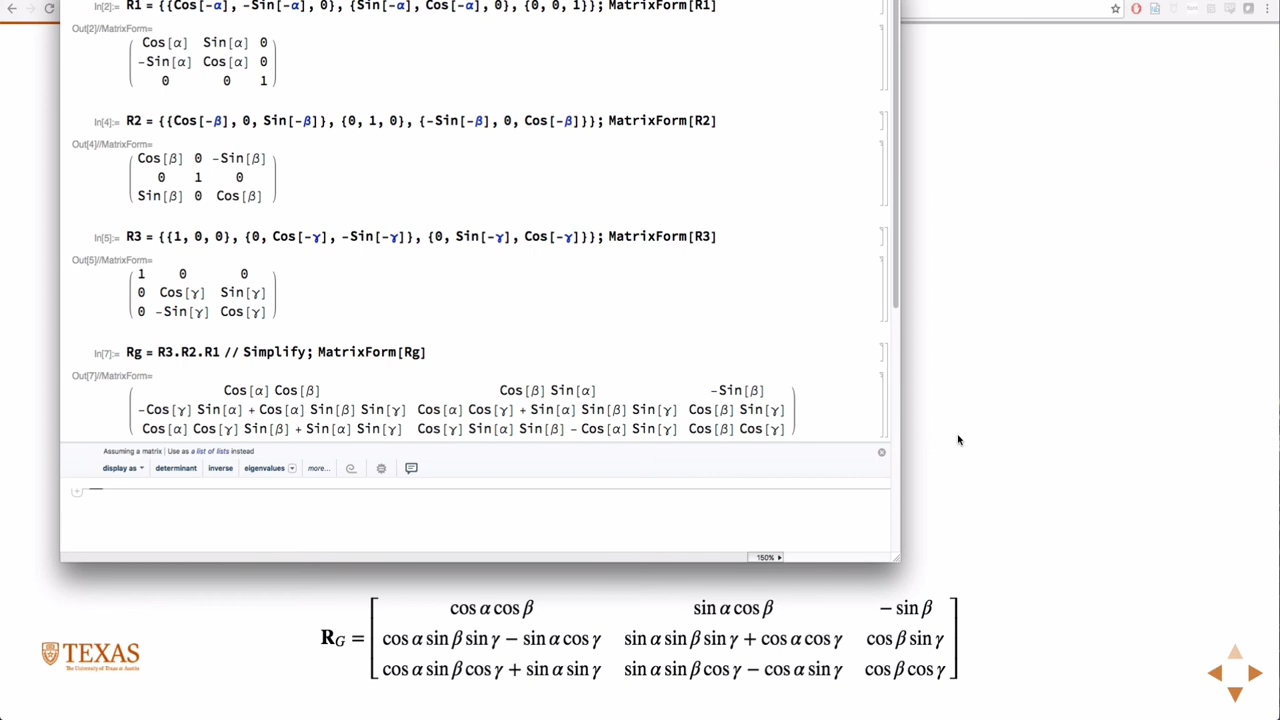 In[2]:= R1 = {{Cos[-α], -Sin[-α], 0}, {Sin[-α], Cos[-α], 0}, {0, 0, 1}}; MatrixForm[R1]
Out[2]//MatrixForm=
Cos[α] Sin[α] 0
-Sin[α] Cos[α] 0
0 0 1
In[4]:= R2 = {{Cos[-β], 0, Sin[-β]}, {0, 1, 0}, {-Sin[-β], 0, Cos[-β]}}; MatrixForm[R2]
Out[4]//MatrixForm=
Cos[β] 0 -Sin[β]
0 1 0
Sin[β] 0 Cos[β]
In[5]:= R3 = {{1, 0, 0}, {0, Cos[-γ], -Sin[-γ]}, {0, Sin[-γ], Cos[-γ]}}; MatrixForm[R3]
Out[5]//MatrixForm=
1 0 0
0 Cos[γ] Sin[γ]
0 -Sin[γ] Cos[γ]
In[7]:= Rg = R3.R2.R1 // Simplify; MatrixForm[Rg]
Out[7]//MatrixForm=
Cos[α] Cos[β] Cos[β] Sin[α] -Sin[β]
-Cos[γ] Sin[α] + Cos[α] Sin[β] Sin[γ] Cos[α] Cos[γ] + Sin[α] Sin[β] Sin[γ] Cos[β] Sin[γ]
Cos[α] Cos[γ] Sin[β] + Sin[α] Sin[γ] Cos[γ] Sin[α] Sin[β] - Cos[α] Sin[γ] Cos[β] Cos[γ]
Assuming a matrix | Use as a list of lists instead
display as determinant inverse eigenvalues more...
150%
cos α cos β sin α cos β − sin β
R_G = cos α sin β sin γ − sin α cos γ sin α sin β sin γ + cos α cos γ cos β sin γ
cos α sin β cos γ + sin α sin γ sin α sin β cos γ − cos α sin γ cos β cos γ
TEXAS
The University of Texas at Austin